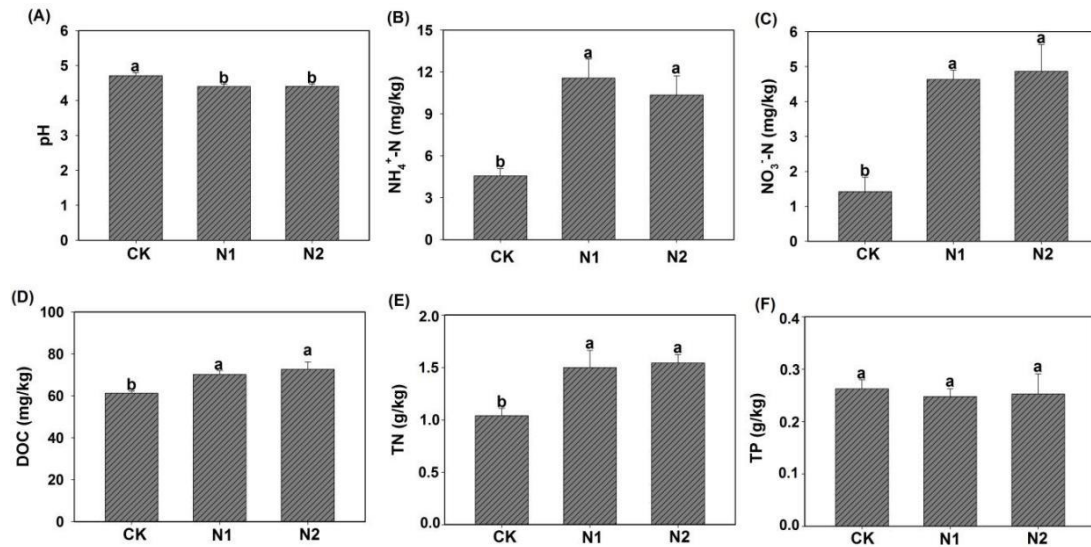 (A)
6
5
4
3
2
1
0
pH
a
b
b
CK N1 N2
(B)
15
12
9
6
3
0
NH₄⁺-N (mg/kg)
b
a
a
CK N1 N2
(C)
6
5
4
3
2
1
0
NO₃⁻-N (mg/kg)
b
a
a
CK N1 N2
(D)
100
80
60
40
20
0
DOC (mg/kg)
b
a
a
CK N1 N2
(E)
2.0
1.5
1.0
0.5
0.0
TN (g/kg)
b
a
a
CK N1 N2
(F)
0.4
0.3
0.2
0.1
0.0
TP (g/kg)
a
a
a
CK N1 N2